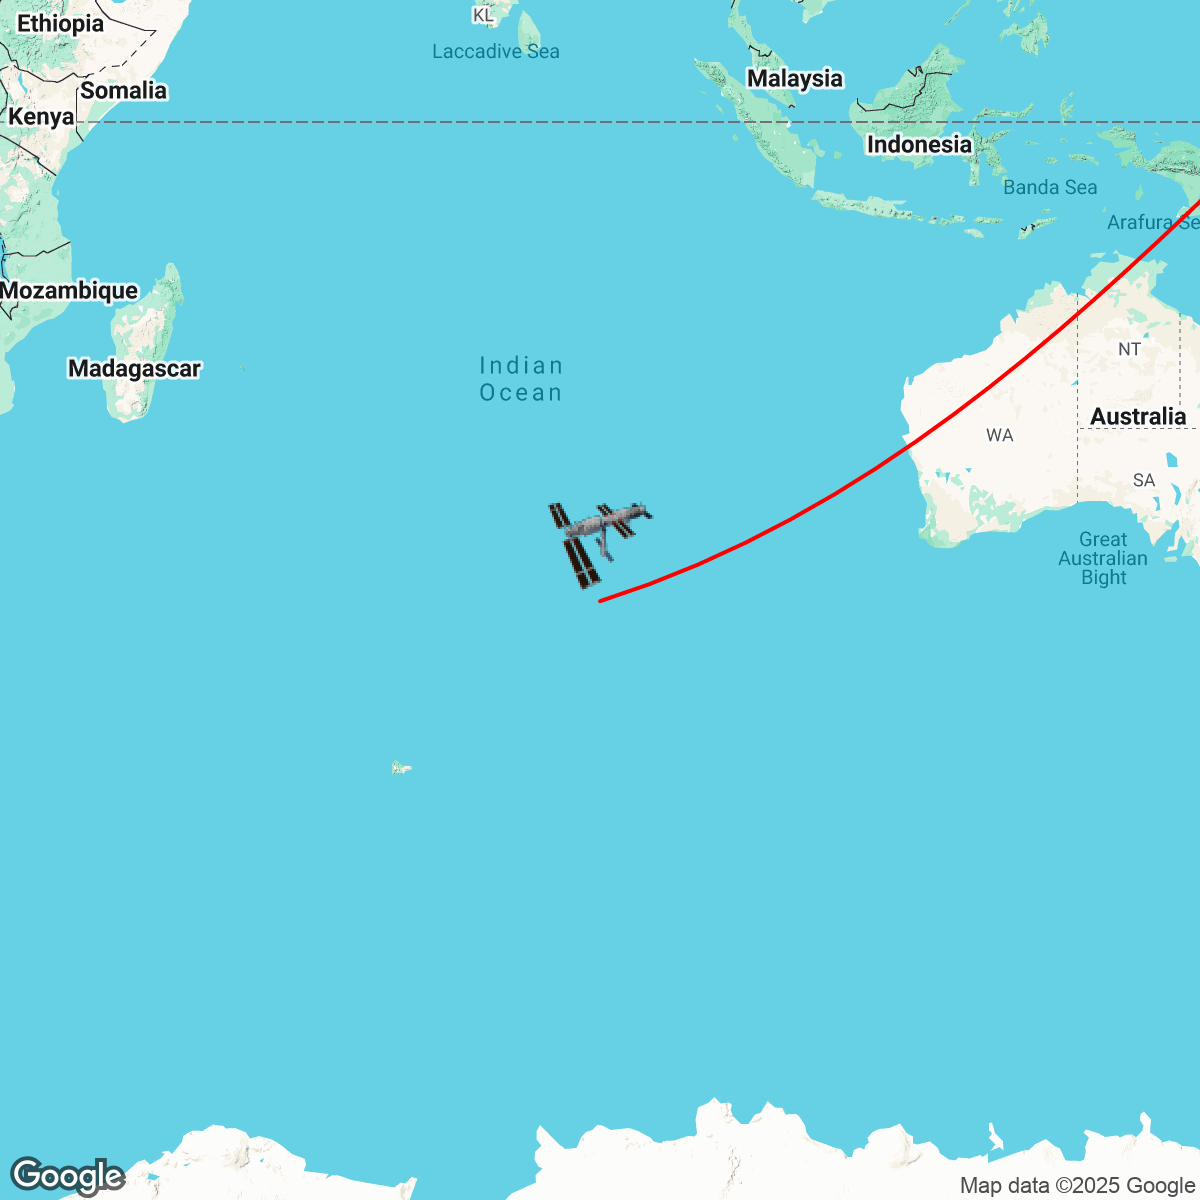 Ethiopia
KL
Laccadive Sea
Malaysia
Somalia
Kenya
Indonesia
Banda Sea
Arafura Se
Mozambique
Madagascar
Indian
Ocean
NT
Australia
WA
SA
Great
Australian
Bight
Google
Map data ©2025 Google